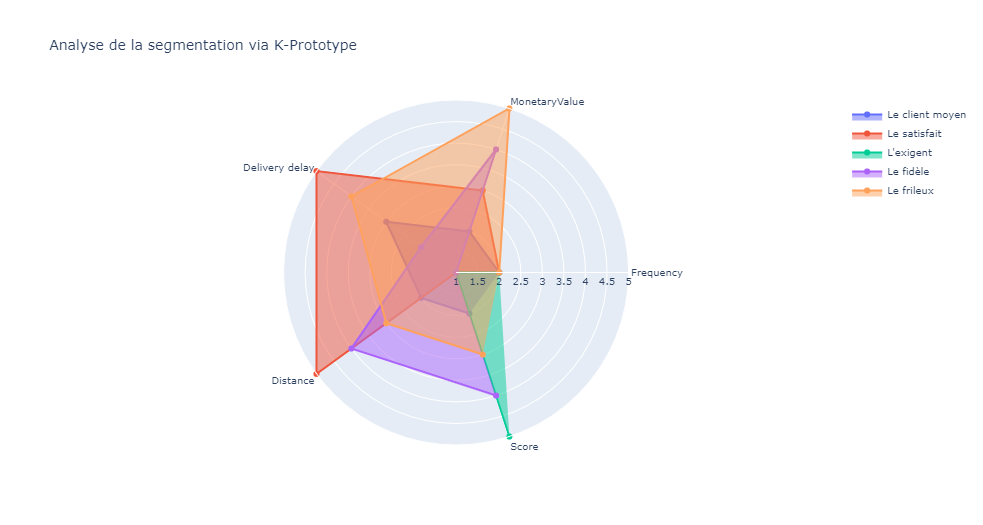 Analyse de la segmentation via K-Prototype
MonetaryValue
Le client moyen
Le satisfait
L'exigent
Le fidèle
Le frileux
Delivery delay
Frequency
1 1.5 2 2.5 3 3.5 4 4.5 5
Distance
Score